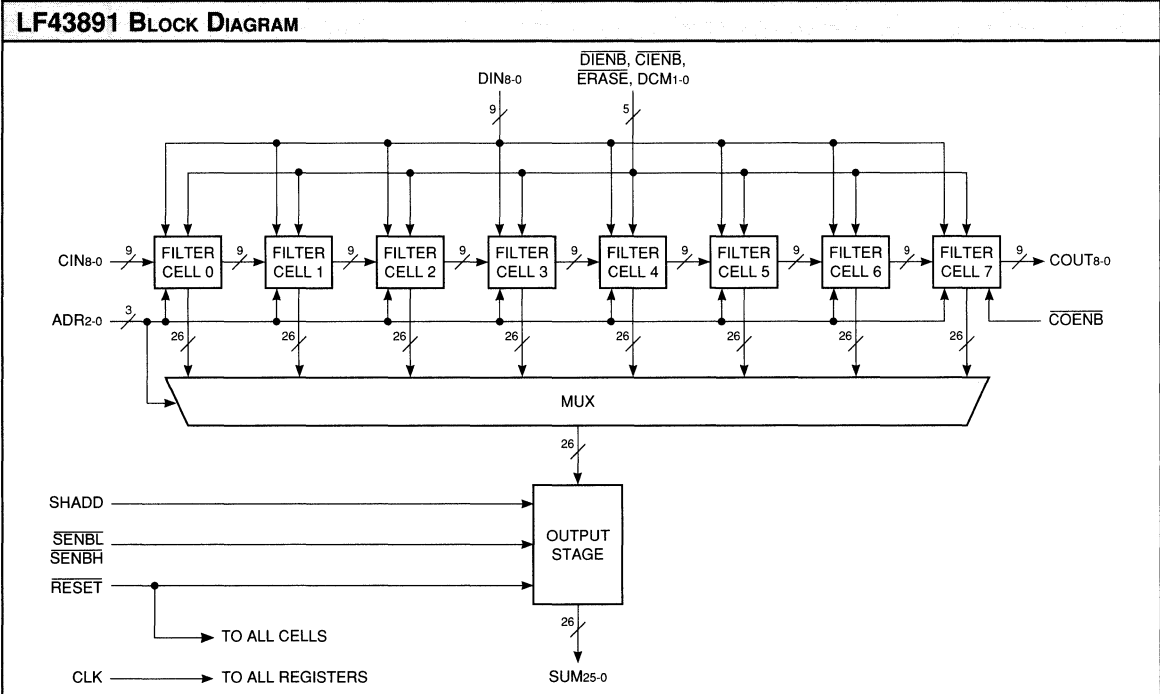 LF43891 BLOCK DIAGRAM
DIENB, CIENB,
DIN8-0
ERASE, DCM1-0
9
5
CIN8-0
9
FILTER
CELL 0
9
FILTER
CELL 1
9
FILTER
CELL 2
9
FILTER
CELL 3
9
FILTER
CELL 4
9
FILTER
CELL 5
9
FILTER
CELL 6
9
FILTER
CELL 7
9
COUT8-0
ADR2-0
3
COENB
26
26
26
26
26
26
26
26
MUX
26
SHADD
SENBL
SENBH
OUTPUT
STAGE
RESET
26
TO ALL CELLS
CLK
TO ALL REGISTERS
SUM25-0